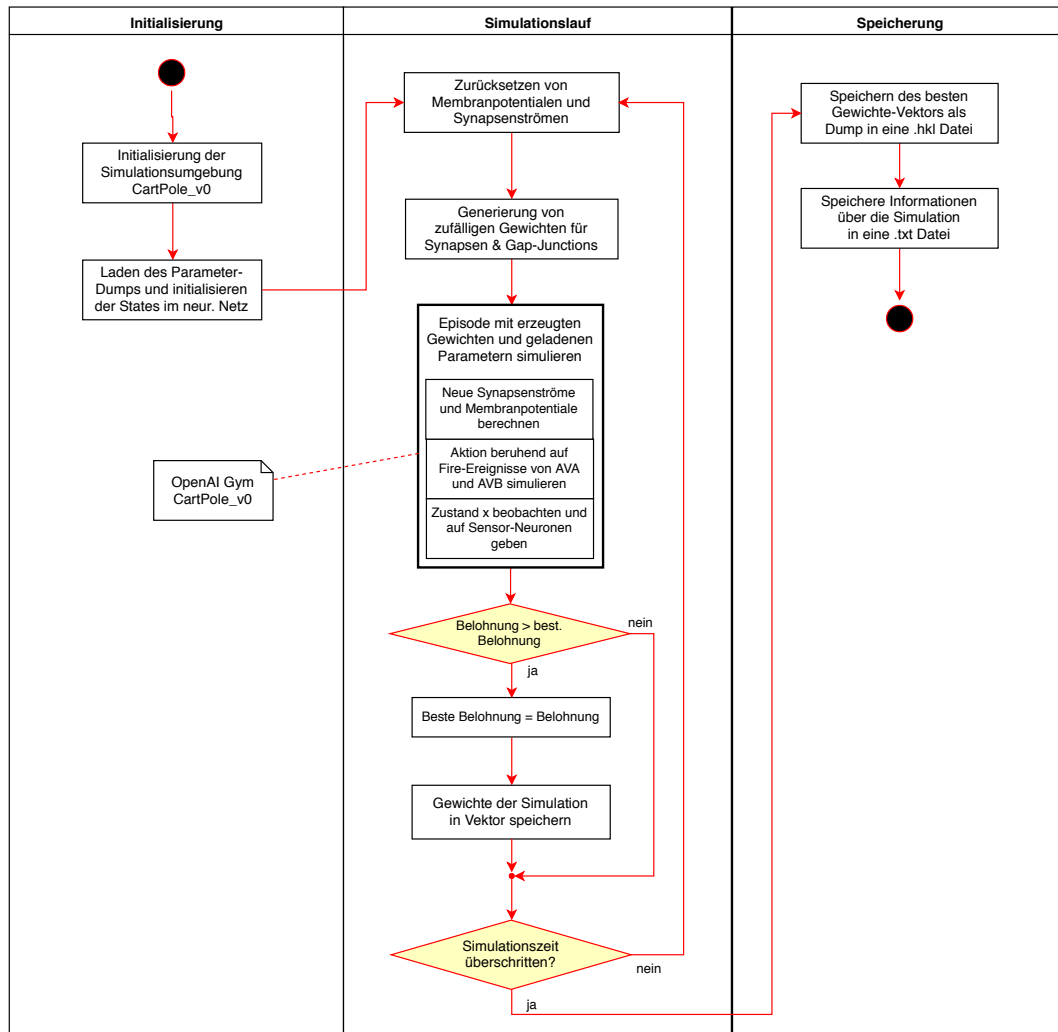 Initialisierung
Simulationslauf
Speicherung
Initialisierung der
Simulationsumgebung
CartPole_v0
Laden des Parameter-
Dumps und initialisieren
der States im neur. Netz
Zurücksetzen von
Membranpotentialen und
Synapsenströmen
Generierung von
zufälligen Gewichten für
Synapsen & Gap-Junctions
Episode mit erzeugten
Gewichten und geladenen
Parametern simulieren
Neue Synapsenströme
und Membranpotentiale
berechnen
Aktion beruhend auf
Fire-Ereignisse von AVA
und AVB simulieren
Zustand x beobachten und
auf Sensor-Neuronen
geben
OpenAI Gym
CartPole_v0
Belohnung > best.
Belohnung
nein
ja
Beste Belohnung = Belohnung
Gewichte der Simulation
in Vektor speichern
Simulationszeit
überschritten?
nein
ja
Speichern des besten
Gewichte-Vektors als
Dump in eine .hkl Datei
Speichere Informationen
über die Simulation
in eine .txt Datei